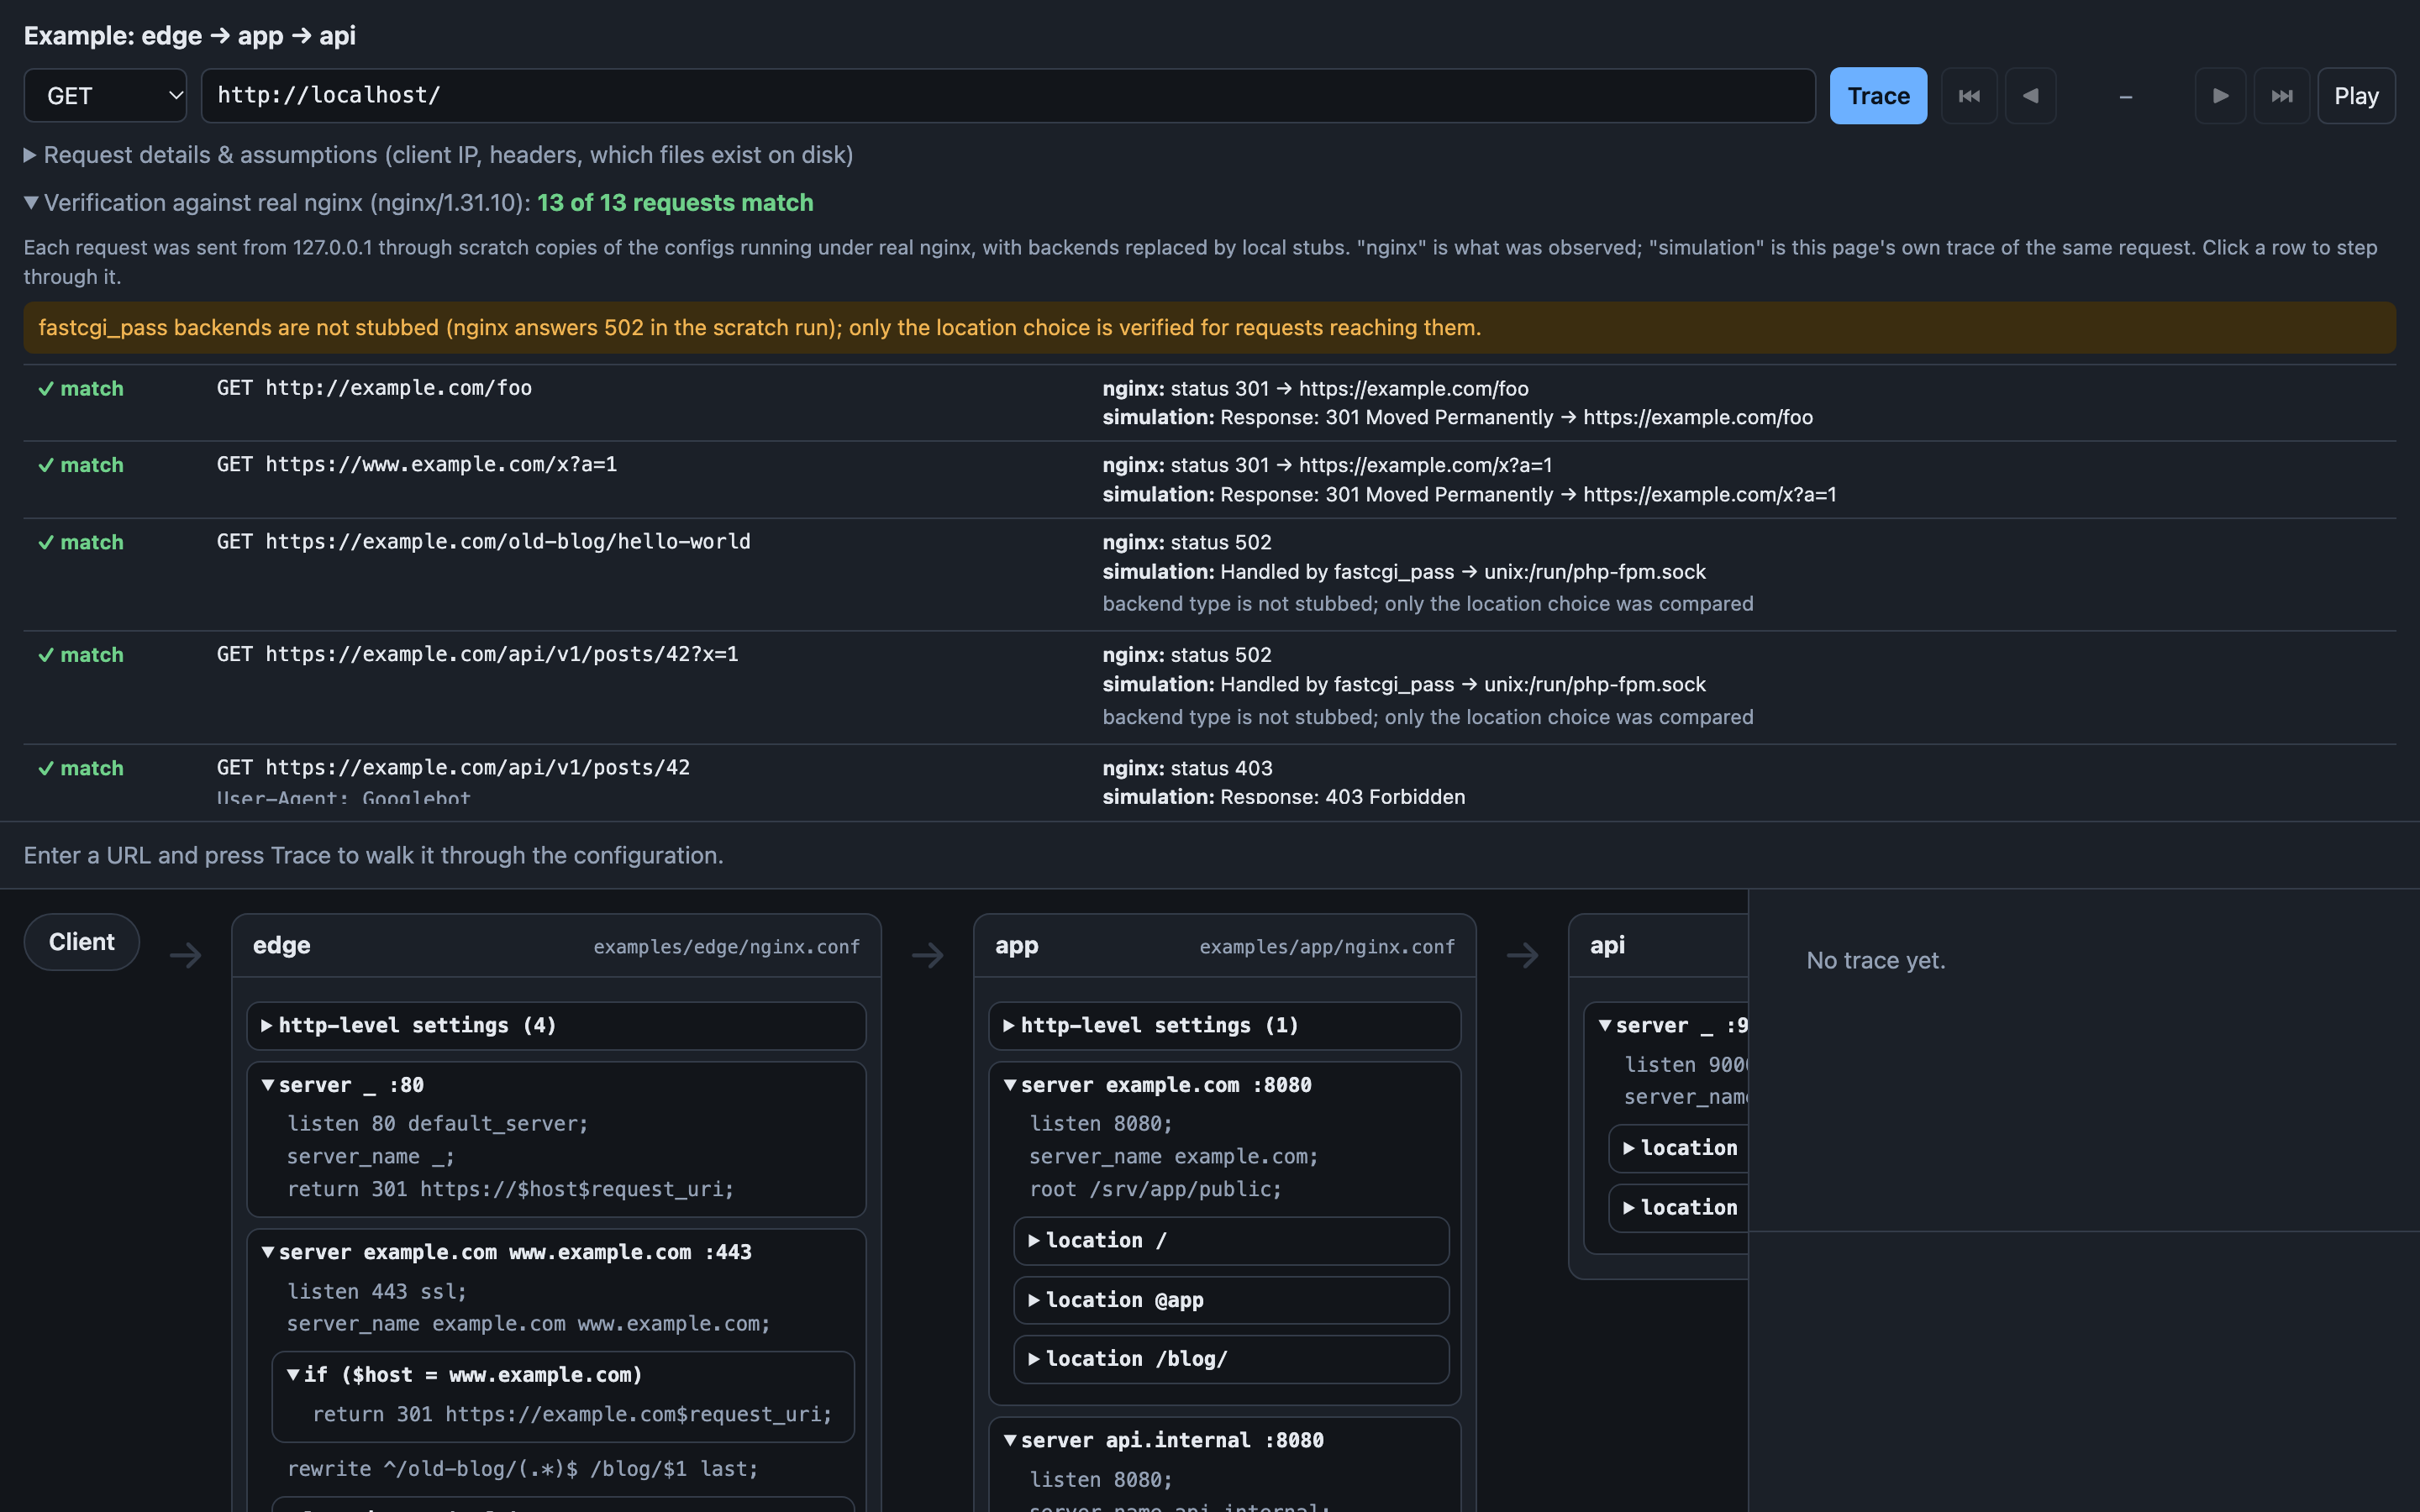 Example: edge → app → api
GET
http://localhost/
Trace
–
Play
Request details & assumptions (client IP, headers, which files exist on disk)
Verification against real nginx (nginx/1.31.10): 13 of 13 requests match
Each request was sent from 127.0.0.1 through scratch copies of the configs running under real nginx, with backends replaced by local stubs. "nginx" is what was observed; "simulation" is this page's own trace of the same request. Click a row to step
through it.
fastcgi_pass backends are not stubbed (nginx answers 502 in the scratch run); only the location choice is verified for requests reaching them.
✓ match
GET http://example.com/foo
nginx: status 301 → https://example.com/foo
simulation: Response: 301 Moved Permanently → https://example.com/foo
✓ match
GET https://www.example.com/x?a=1
nginx: status 301 → https://example.com/x?a=1
simulation: Response: 301 Moved Permanently → https://example.com/x?a=1
✓ match
GET https://example.com/old-blog/hello-world
nginx: status 502
simulation: Handled by fastcgi_pass → unix:/run/php-fpm.sock
backend type is not stubbed; only the location choice was compared
✓ match
GET https://example.com/api/v1/posts/42?x=1
nginx: status 502
simulation: Handled by fastcgi_pass → unix:/run/php-fpm.sock
backend type is not stubbed; only the location choice was compared
✓ match
GET https://example.com/api/v1/posts/42
User-Agent: Googlebot
nginx: status 403
simulation: Response: 403 Forbidden
Enter a URL and press Trace to walk it through the configuration.
Client
edge
examples/edge/nginx.conf
http-level settings (4)
server _ :80
listen 80 default_server;
server_name _;
return 301 https://$host$request_uri;
server example.com www.example.com :443
listen 443 ssl;
server_name example.com www.example.com;
if ($host = www.example.com)
return 301 https://example.com$request_uri;
rewrite ^/old-blog/(.*)$ /blog/$1 last;
app
examples/app/nginx.conf
http-level settings (1)
server example.com :8080
listen 8080;
server_name example.com;
root /srv/app/public;
location /
location @app
location /blog/
server api.internal :8080
listen 8080;
server_name api.internal;
api
server _ :9
listen 900
server_name
location
location
No trace yet.